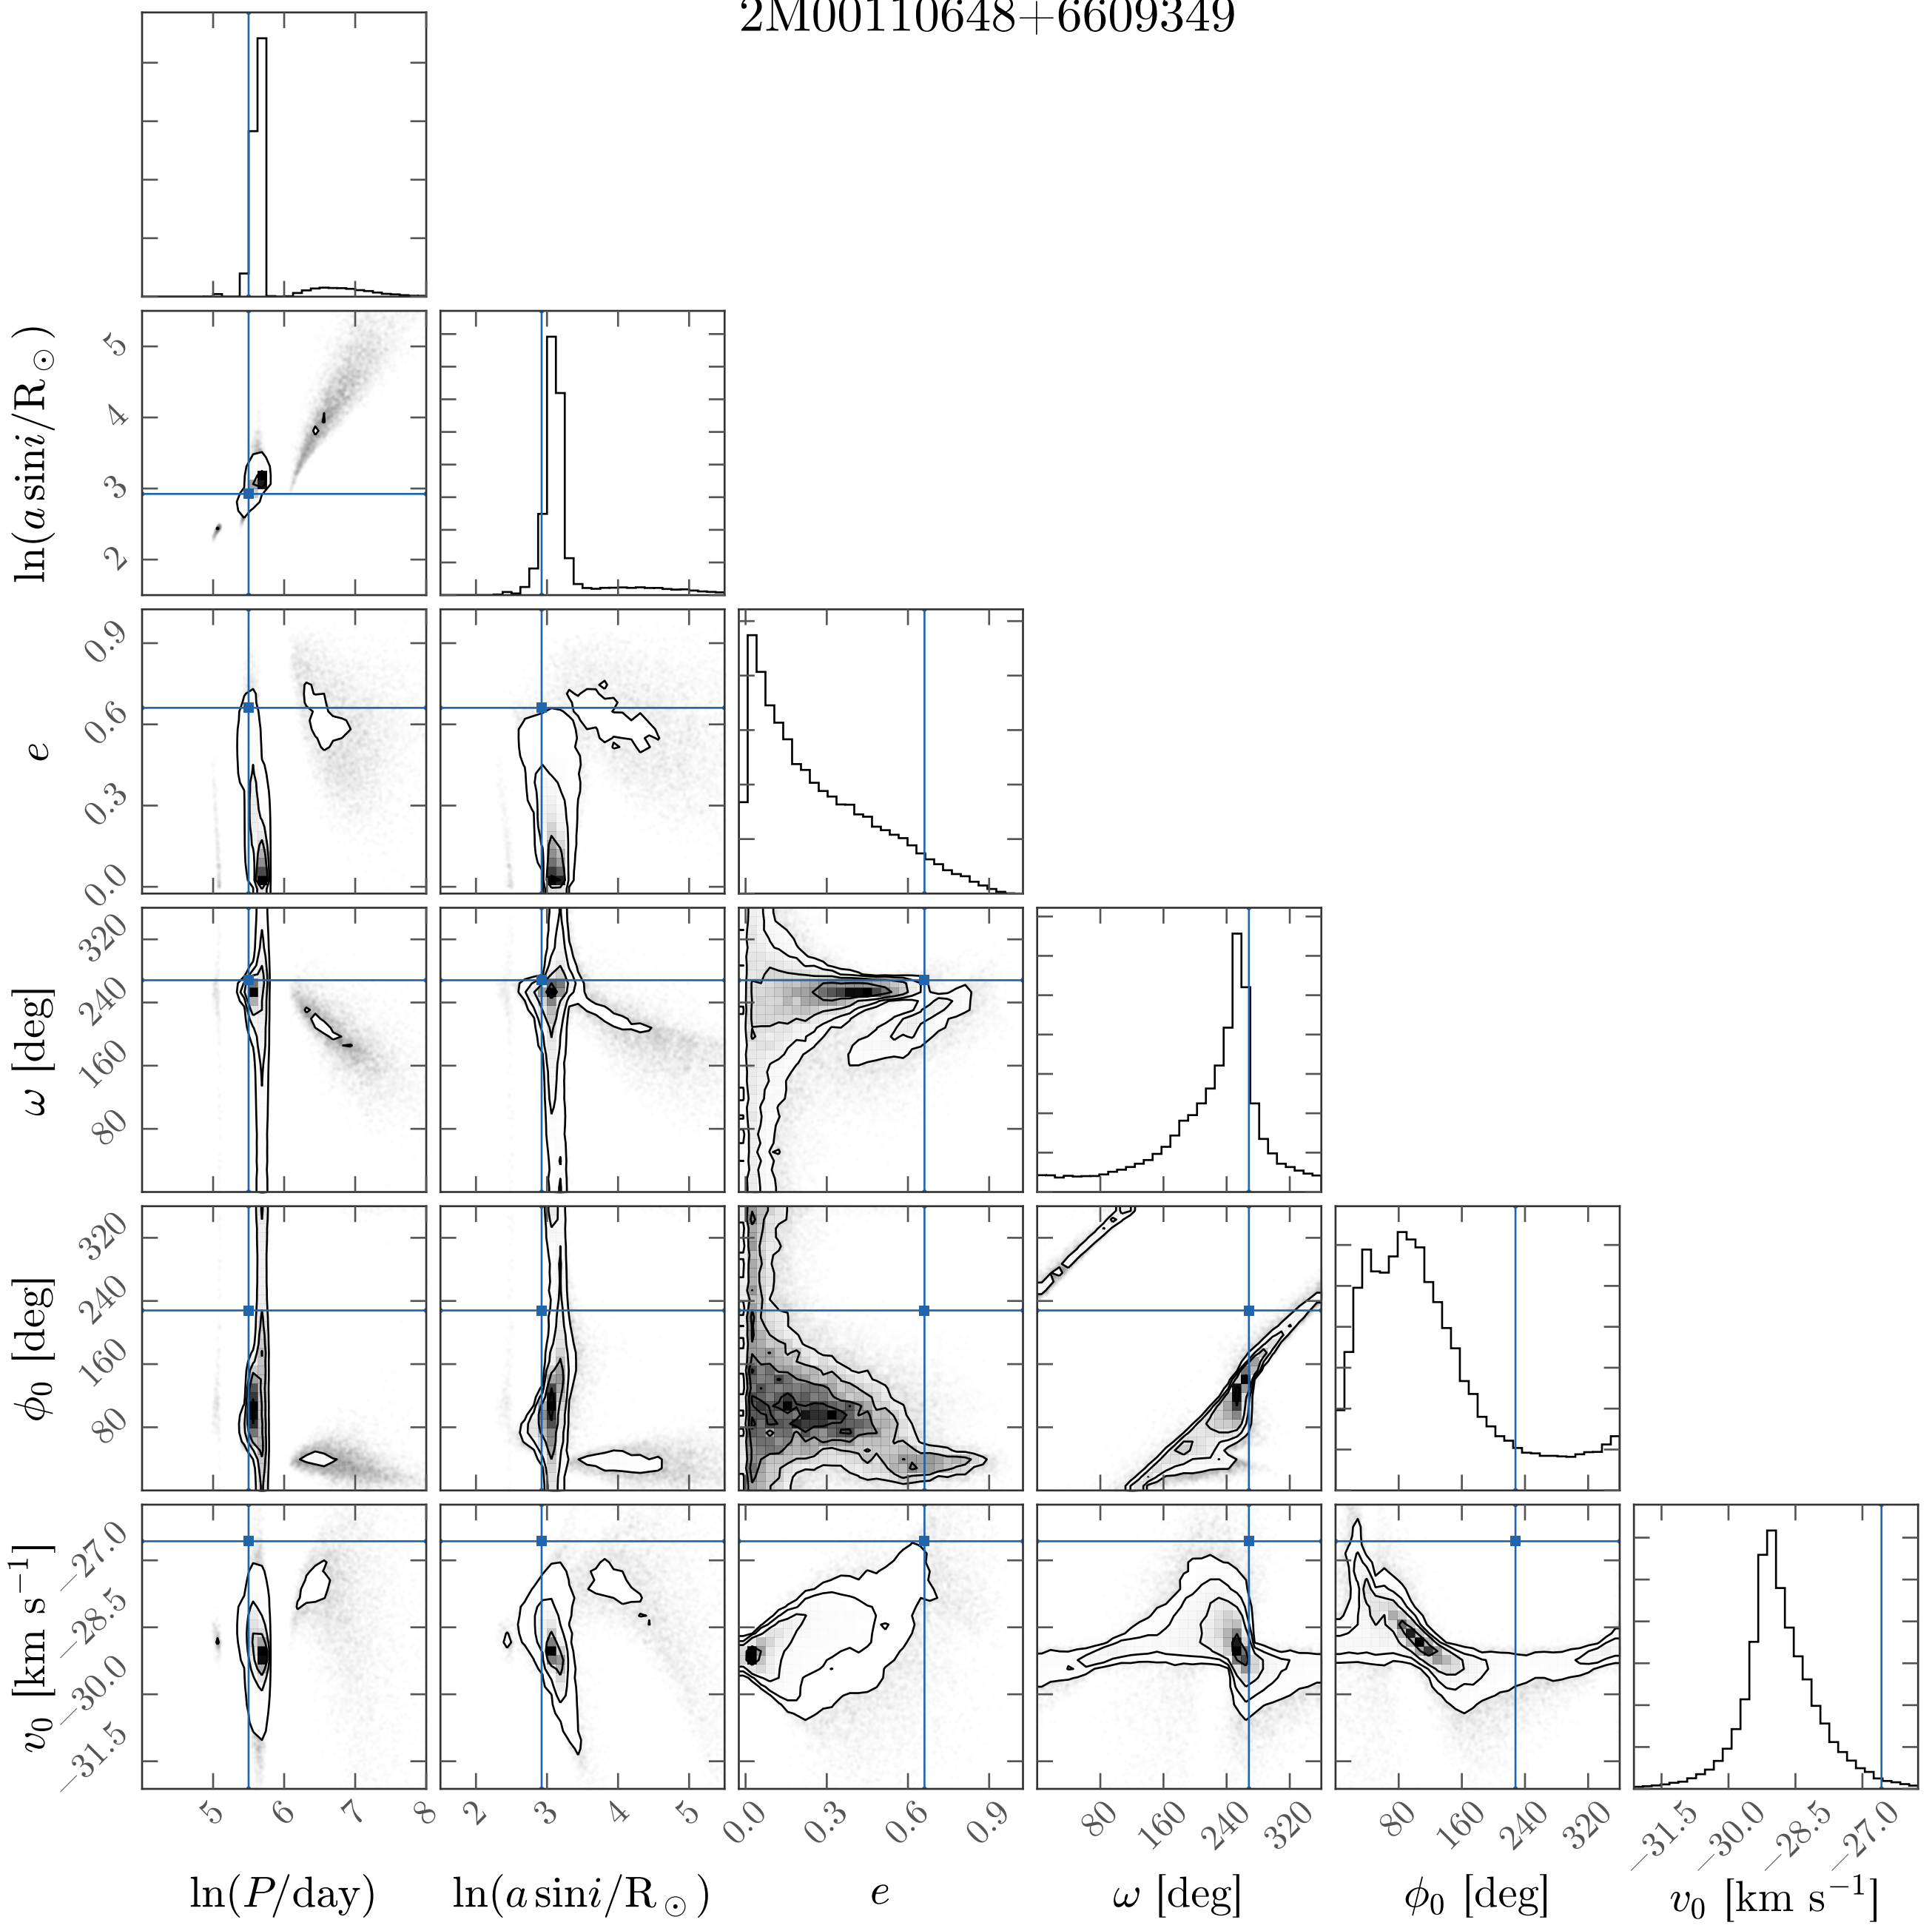 2M00110648+6609349
ln(a sin i/R⊙)
5
4
3
2
e
0.9
0.6
0.3
0.0
ω [deg]
320
240
160
80
ϕ₀ [deg]
320
240
160
80
v₀ [km s⁻¹]
−27.0
−28.5
−30.0
−31.5
5 6 7 8 2 3 4 5 0.0 0.3 0.6 0.9 80 160 240 320 80 160 240 320 −31.5 −30.0 −28.5 −27.0
ln(P/day) ln(a sin i/R⊙) e ω [deg] ϕ₀ [deg] v₀ [km s⁻¹]